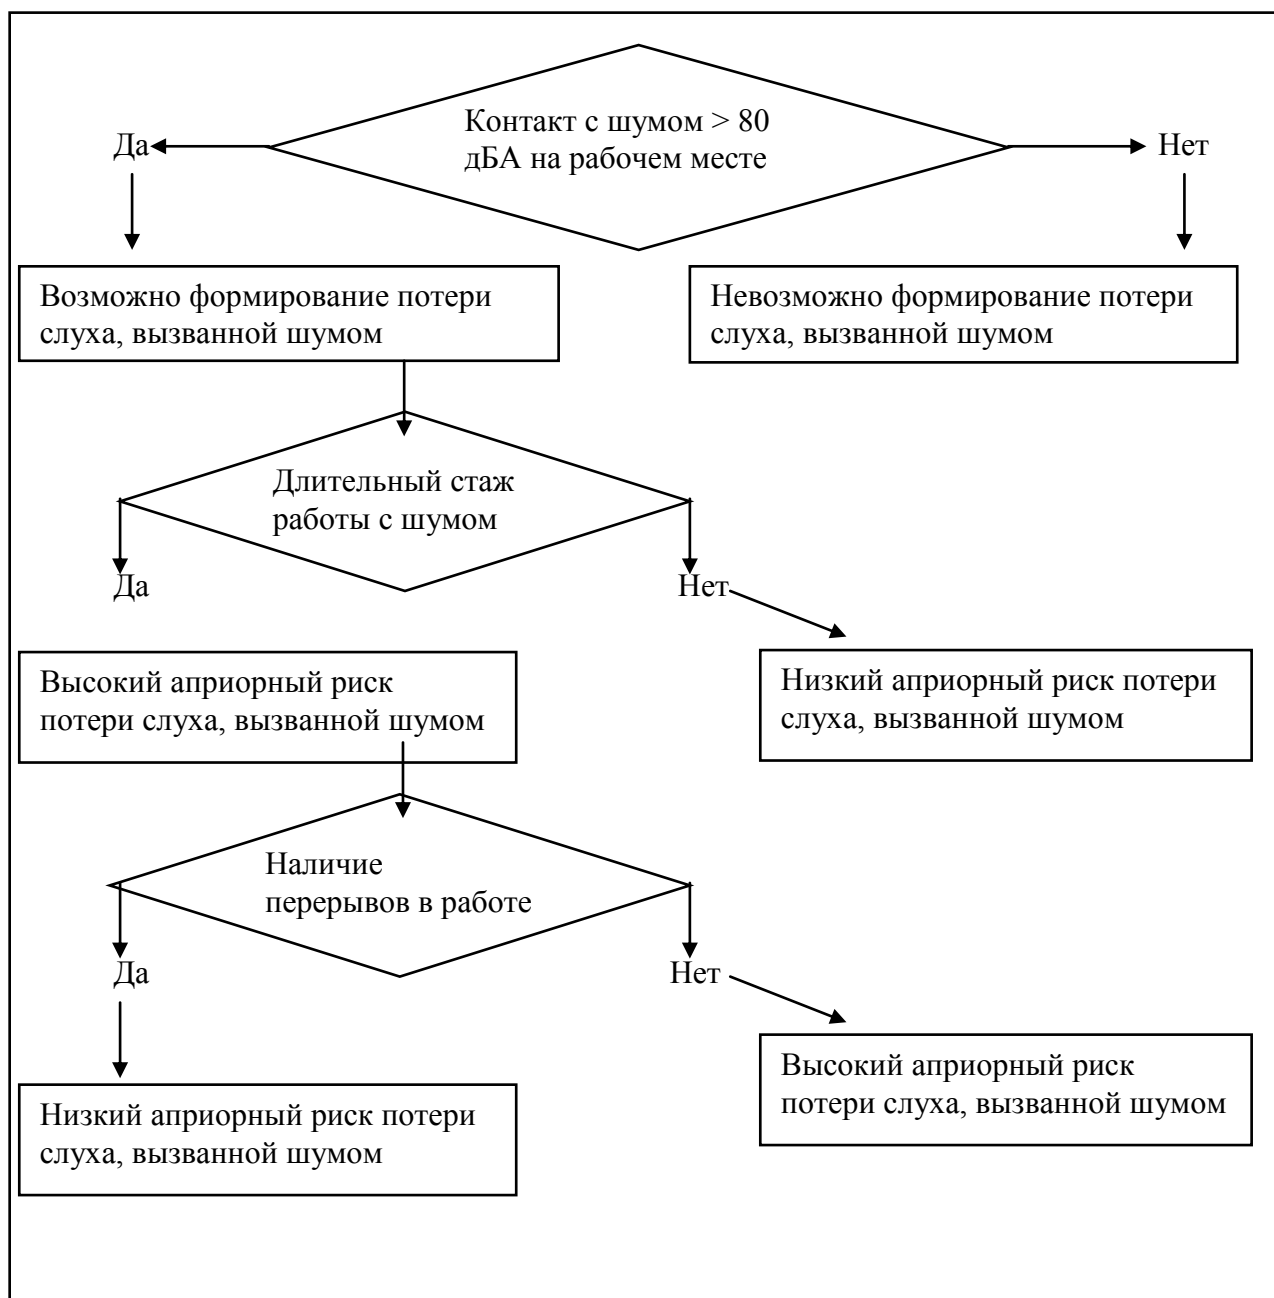 Контакт с шумом > 80
дБА на рабочем месте
Да
Нет
Возможно формирование потери
слуха, вызванной шумом
Невозможно формирование потери
слуха, вызванной шумом
Длительный стаж
работы с шумом
Да
Нет
Высокий априорный риск
потери слуха, вызванной шумом
Низкий априорный риск потери
слуха, вызванной шумом
Наличие
перерывов в работе
Да
Нет
Высокий априорный риск
потери слуха, вызванной шумом
Низкий априорный риск потери
слуха, вызванной шумом